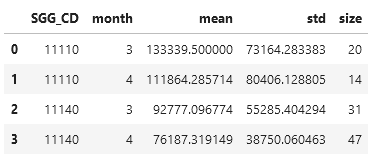 SGG_CD month mean std size
0 11110 3 133339.500000 73164.283383 20
1 11110 4 111864.285714 80406.128805 14
2 11140 3 92777.096774 55285.404294 31
3 11140 4 76187.319149 38750.060463 47